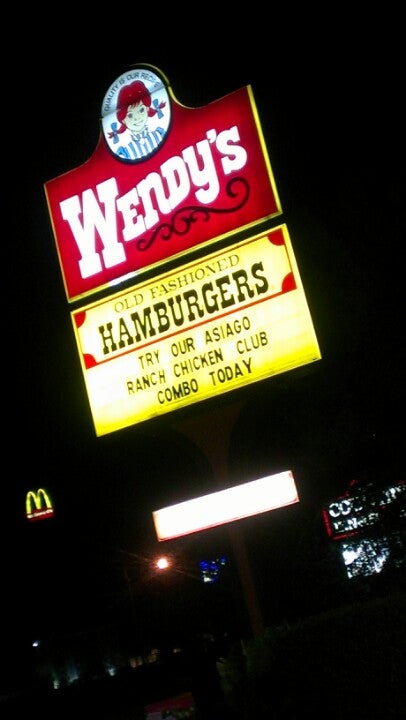 QUALITY IS OUR RECIPE
WENDY'S
OLD FASHIONED
HAMBURGERS
TRY OUR ASIAGO
RANCH CHICKEN CLUB
COMBO TODAY